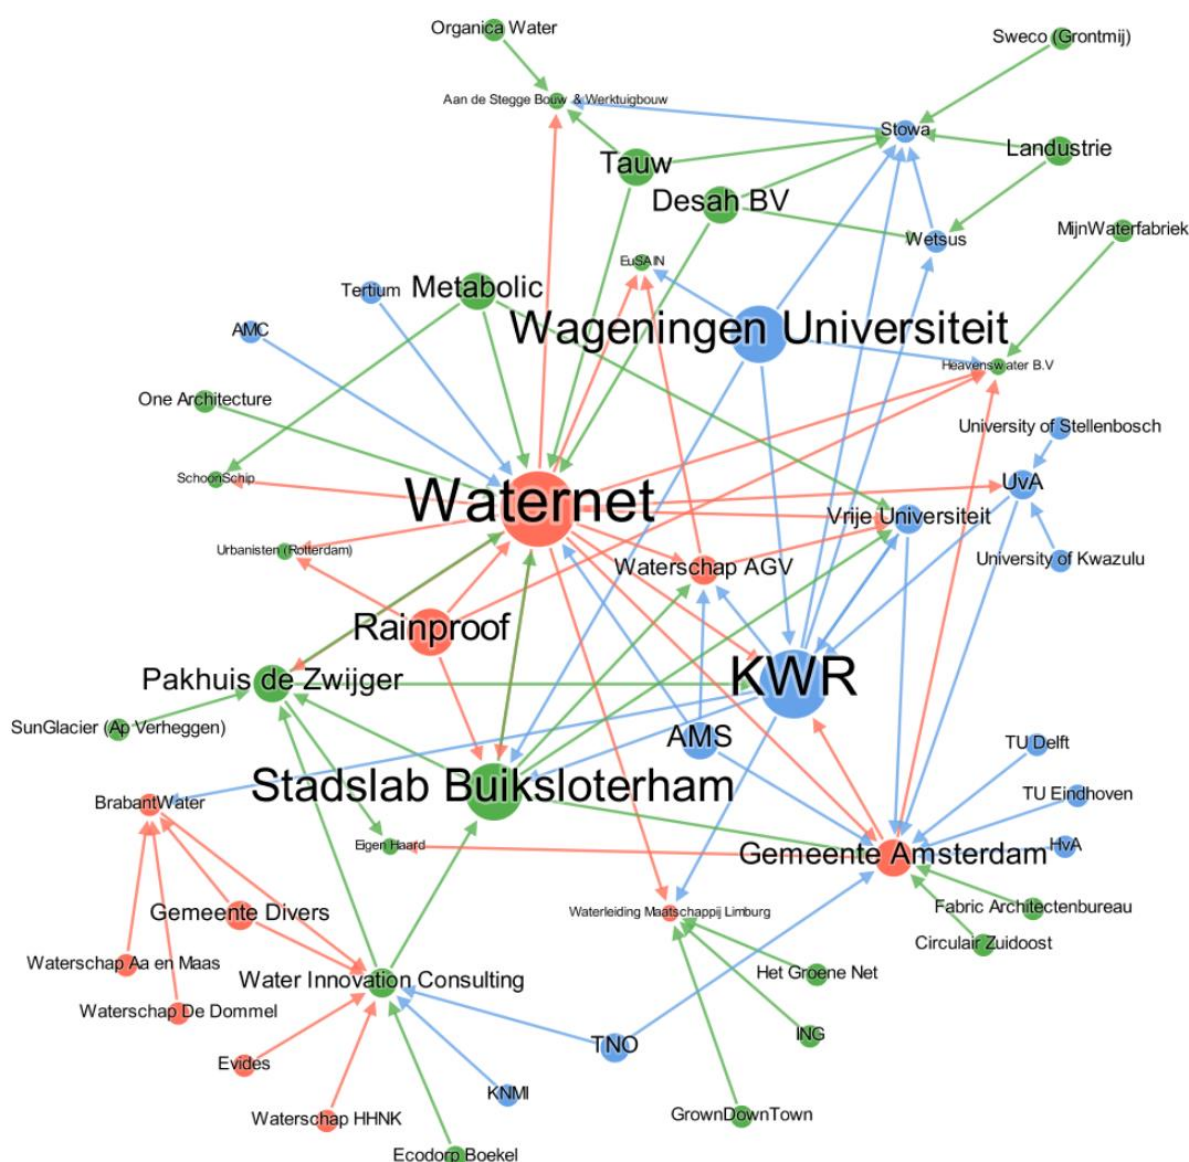 Organica Water
Sweco (Grontmij)
Aan de Stegge Bouw & Werktuigbouw
Stowa
Landustrie
Tauw
Desah BV
MijnWaterfabriek
Wetsus
EuSAIN
Metabolic
Tertium
Wageningen Universiteit
AMC
Heavenswater B.V
One Architecture
University of Stellenbosch
SchoonSchip
UvA
Waternet
Vrije Universiteit
Urbanisten (Rotterdam)
University of Kwazulu
Waterschap AGV
Rainproof
Pakhuis de Zwijger
KWR
SunGlacier (Ap Verheggen)
AMS
TU Delft
Stadslab Buiksloterham
TU Eindhoven
BrabantWater
Eigen Haard
HvA
Gemeente Amsterdam
Gemeente Divers
Waterleiding Maatschappij Limburg
Fabric Architectenbureau
Circulair Zuidoost
Waterschap Aa en Maas
Het Groene Net
Water Innovation Consulting
Waterschap De Dommel
ING
TNO
Evides
KNMI
Waterschap HHNK
GrownDownTown
Ecodorp Boekel